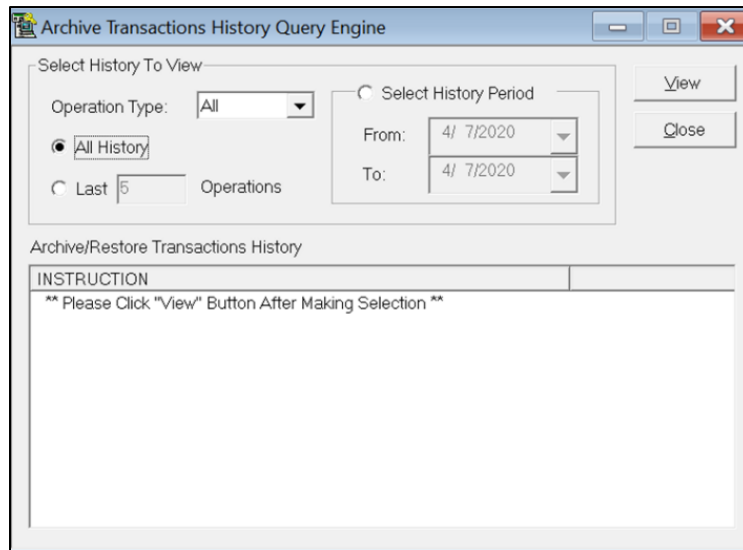 Archive Transactions History Query Engine
Select History To View
Operation Type: All
Select History Period
View
From: 4/ 7/2020
Close
All History
To: 4/ 7/2020
Last 5 Operations
Archive/Restore Transactions History
INSTRUCTION
** Please Click "View" Button After Making Selection **